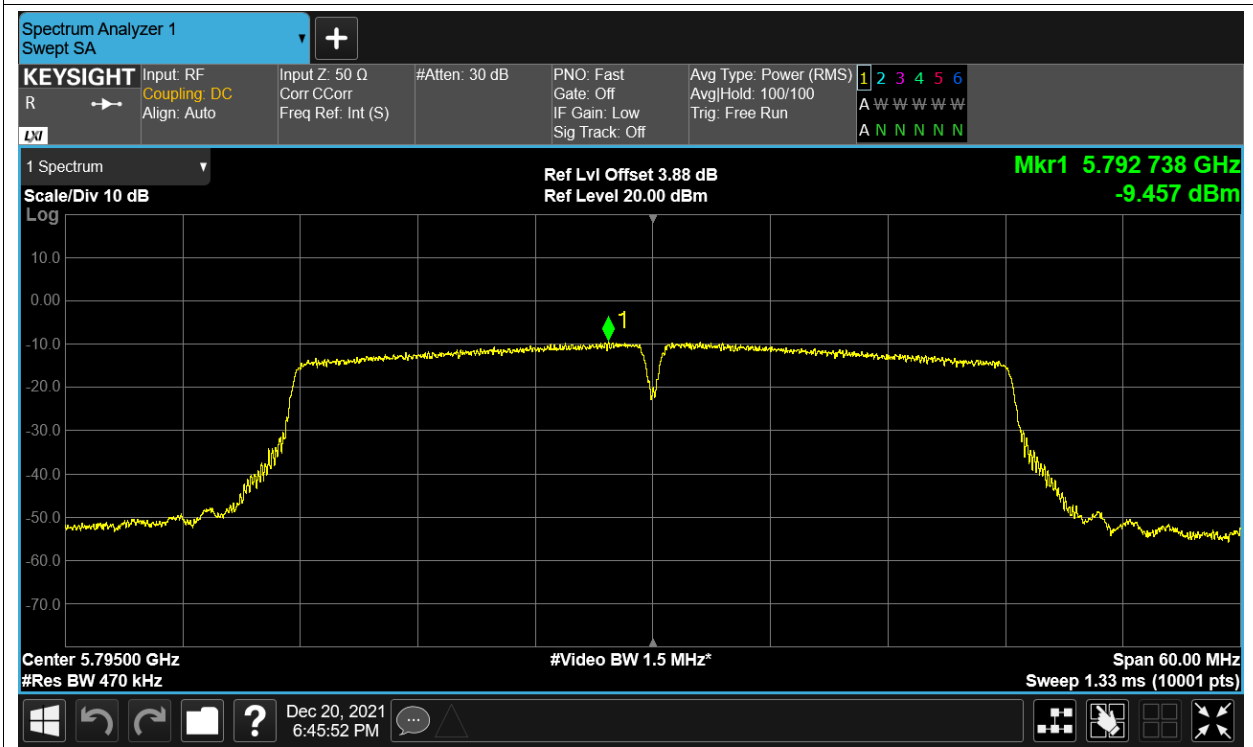 Spectrum Analyzer 1
Swept SA
KEYSIGHT
R
LXI
Input: RF
Coupling: DC
Align: Auto
Input Z: 50 Ω
Corr CCorr
Freq Ref: Int (S)
#Atten: 30 dB
PNO: Fast
Gate: Off
IF Gain: Low
Sig Track: Off
Avg Type: Power (RMS)
Avg|Hold: 100/100
Trig: Free Run
1 2 3 4 5 6
A W W W W W
A N N N N N
1 Spectrum
Scale/Div 10 dB
Ref Lvl Offset 3.88 dB
Ref Level 20.00 dBm
Mkr1 5.792 738 GHz
-9.457 dBm
Log
10.0
0.00
-10.0
-20.0
-30.0
-40.0
-50.0
-60.0
-70.0
1
Center 5.79500 GHz
#Video BW 1.5 MHz*
Span 60.00 MHz
#Res BW 470 kHz
Sweep 1.33 ms (10001 pts)
?
Dec 20, 2021
6:45:52 PM